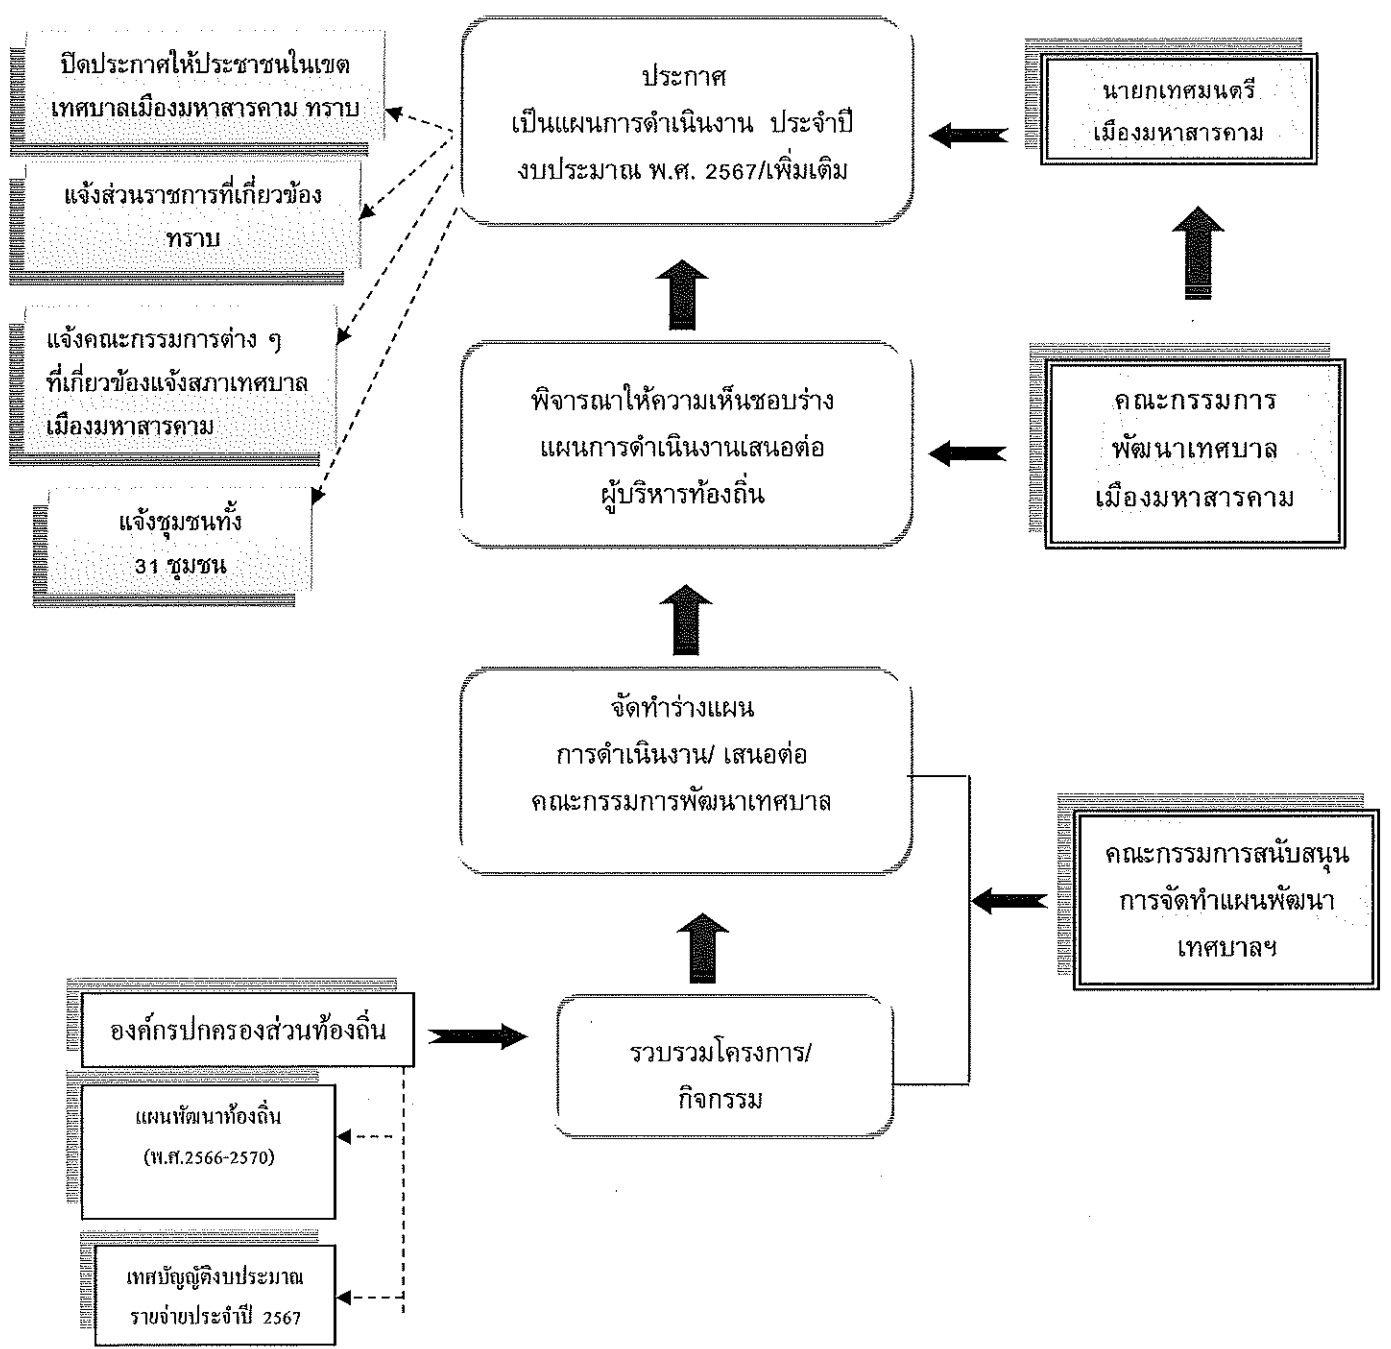 ปิดประกาศให้ประชาชนในเขต
เทศบาลเมืองมหาสารคาม ทราบ
แจ้งส่วนราชการที่เกี่ยวข้อง
ทราบ
แจ้งคณะกรรมการต่าง ๆ
ที่เกี่ยวข้องแจ้งสภาเทศบาล
เมืองมหาสารคาม
แจ้งชุมชนทั้ง
31 ชุมชน
ประกาศ
เป็นแผนการดำเนินงาน ประจำปี
งบประมาณ พ.ศ. 2567/เพิ่มเติม
นายกเทศมนตรี
เมืองมหาสารคาม
พิจารณาให้ความเห็นชอบร่าง
แผนการดำเนินงานเสนอต่อ
ผู้บริหารท้องถิ่น
คณะกรรมการ
พัฒนาเทศบาล
เมืองมหาสารคาม
จัดทำร่างแผน
การดำเนินงาน/ เสนอต่อ
คณะกรรมการพัฒนาเทศบาล
คณะกรรมการสนับสนุน
การจัดทำแผนพัฒนา
เทศบาลฯ
องค์กรปกครองส่วนท้องถิ่น
รวบรวมโครงการ/
กิจกรรม
แผนพัฒนาท้องถิ่น
(พ.ศ.2566-2570)
เทศบัญญัติงบประมาณ
รายจ่ายประจำปี 2567